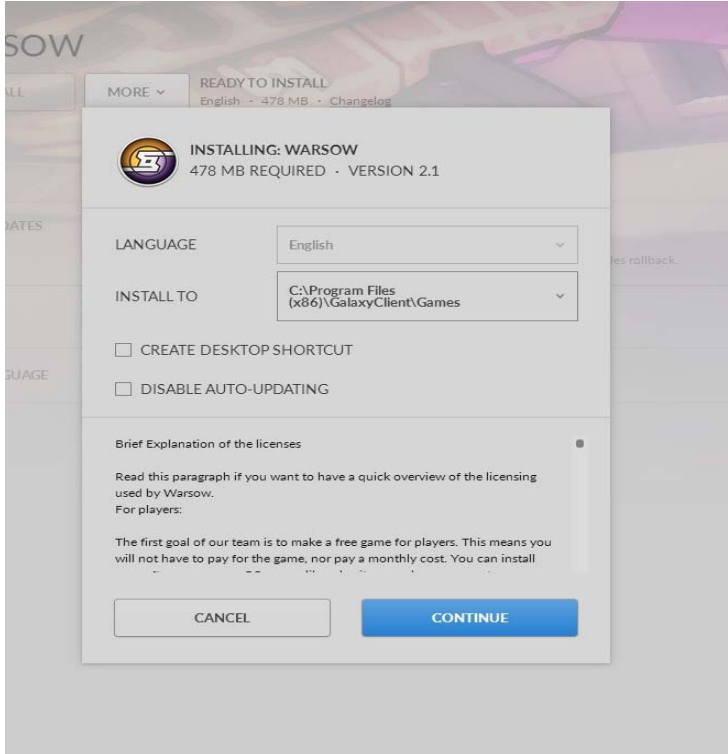 SOW
ALL
MORE
READY TO INSTALL
English · 478 MB · Changelog
INSTALLING: WARSOW
478 MB REQUIRED · VERSION 2.1
DATES
LANGUAGE
English
les rollback.
INSTALL TO
C:\Program Files
(x86)\GalaxyClient\Games
CREATE DESKTOP SHORTCUT
GUAGE
DISABLE AUTO-UPDATING
Brief Explanation of the licenses
Read this paragraph if you want to have a quick overview of the licensing
used by Warsow.
For players:
The first goal of our team is to make a free game for players. This means you
will not have to pay for the game, nor pay a monthly cost. You can install
CANCEL
CONTINUE